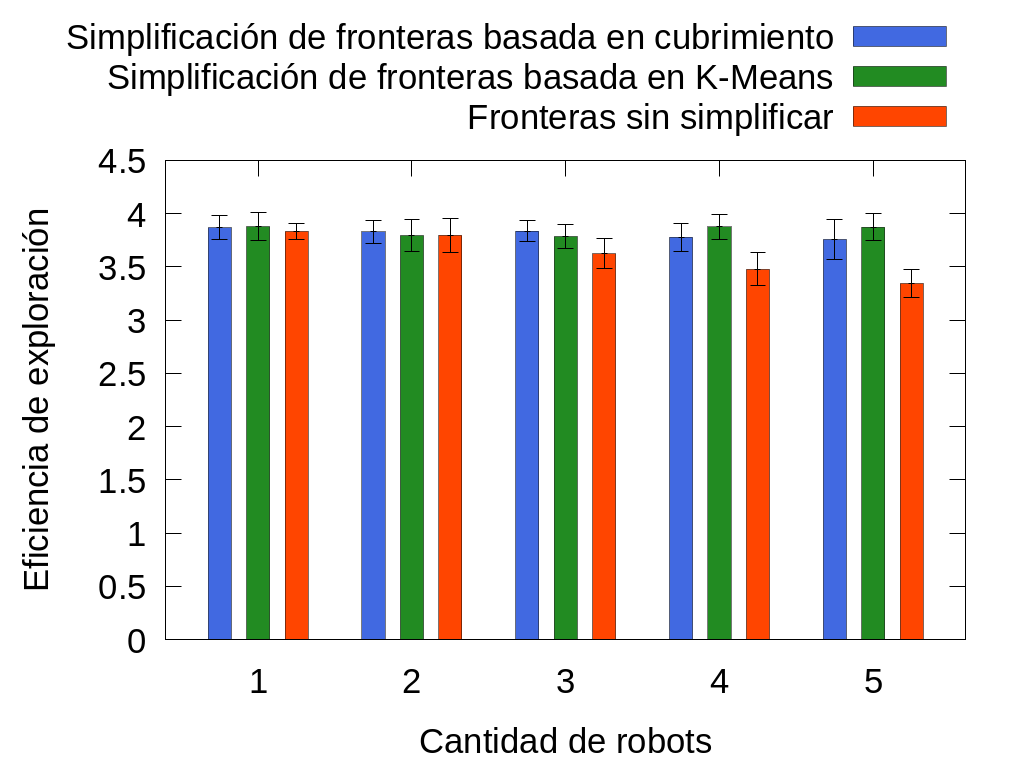 Simplificación de fronteras basada en cubrimiento
Simplificación de fronteras basada en K-Means
Fronteras sin simplificar
4.5
4
3.5
3
2.5
2
1.5
1
0.5
0
Eficiencia de exploración
1 2 3 4 5
Cantidad de robots